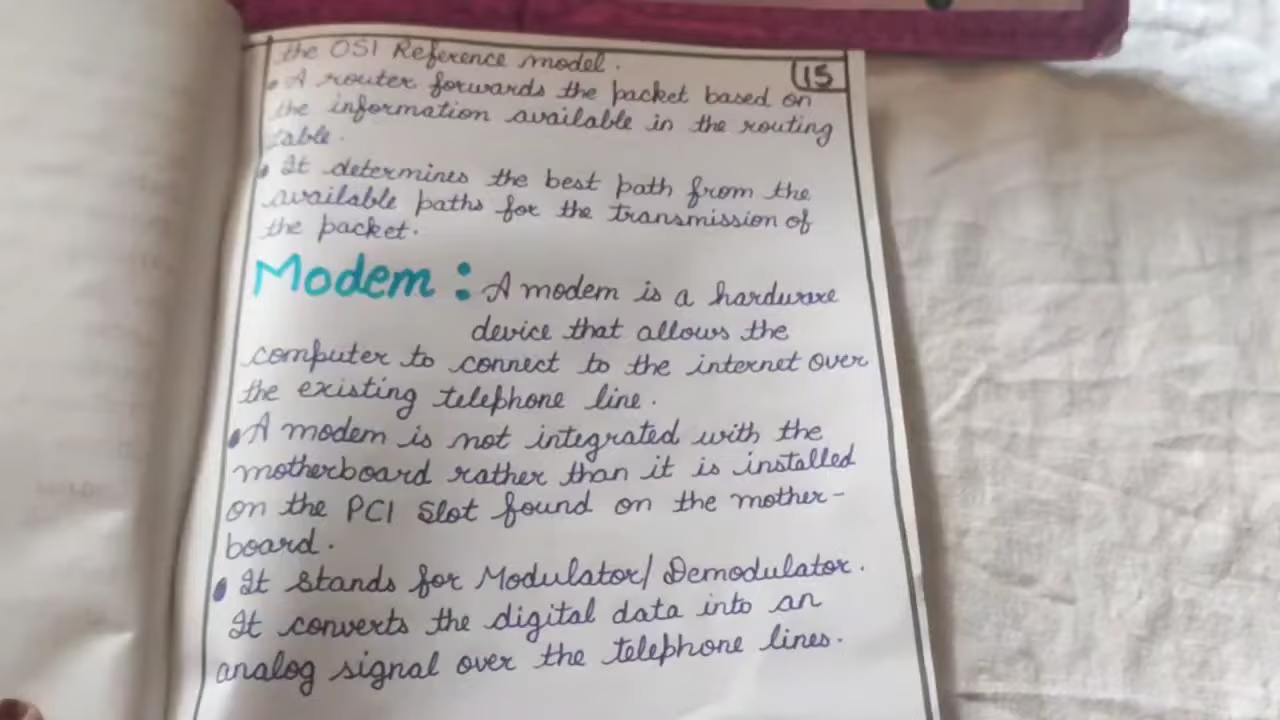 the OSI Reference model.
15
• A router forwards the packet based on
the information available in the routing
table.
• It determines the best path from the
available paths for the transmission of
the packet.
Modem : A modem is a hardware
device that allows the
computer to connect to the internet over
the existing telephone line.
• A modem is not integrated with the
motherboard rather than it is installed
on the PCI slot found on the mother-
board.
• It stands for Modulator/Demodulator.
It converts the digital data into an
analog signal over the telephone lines.